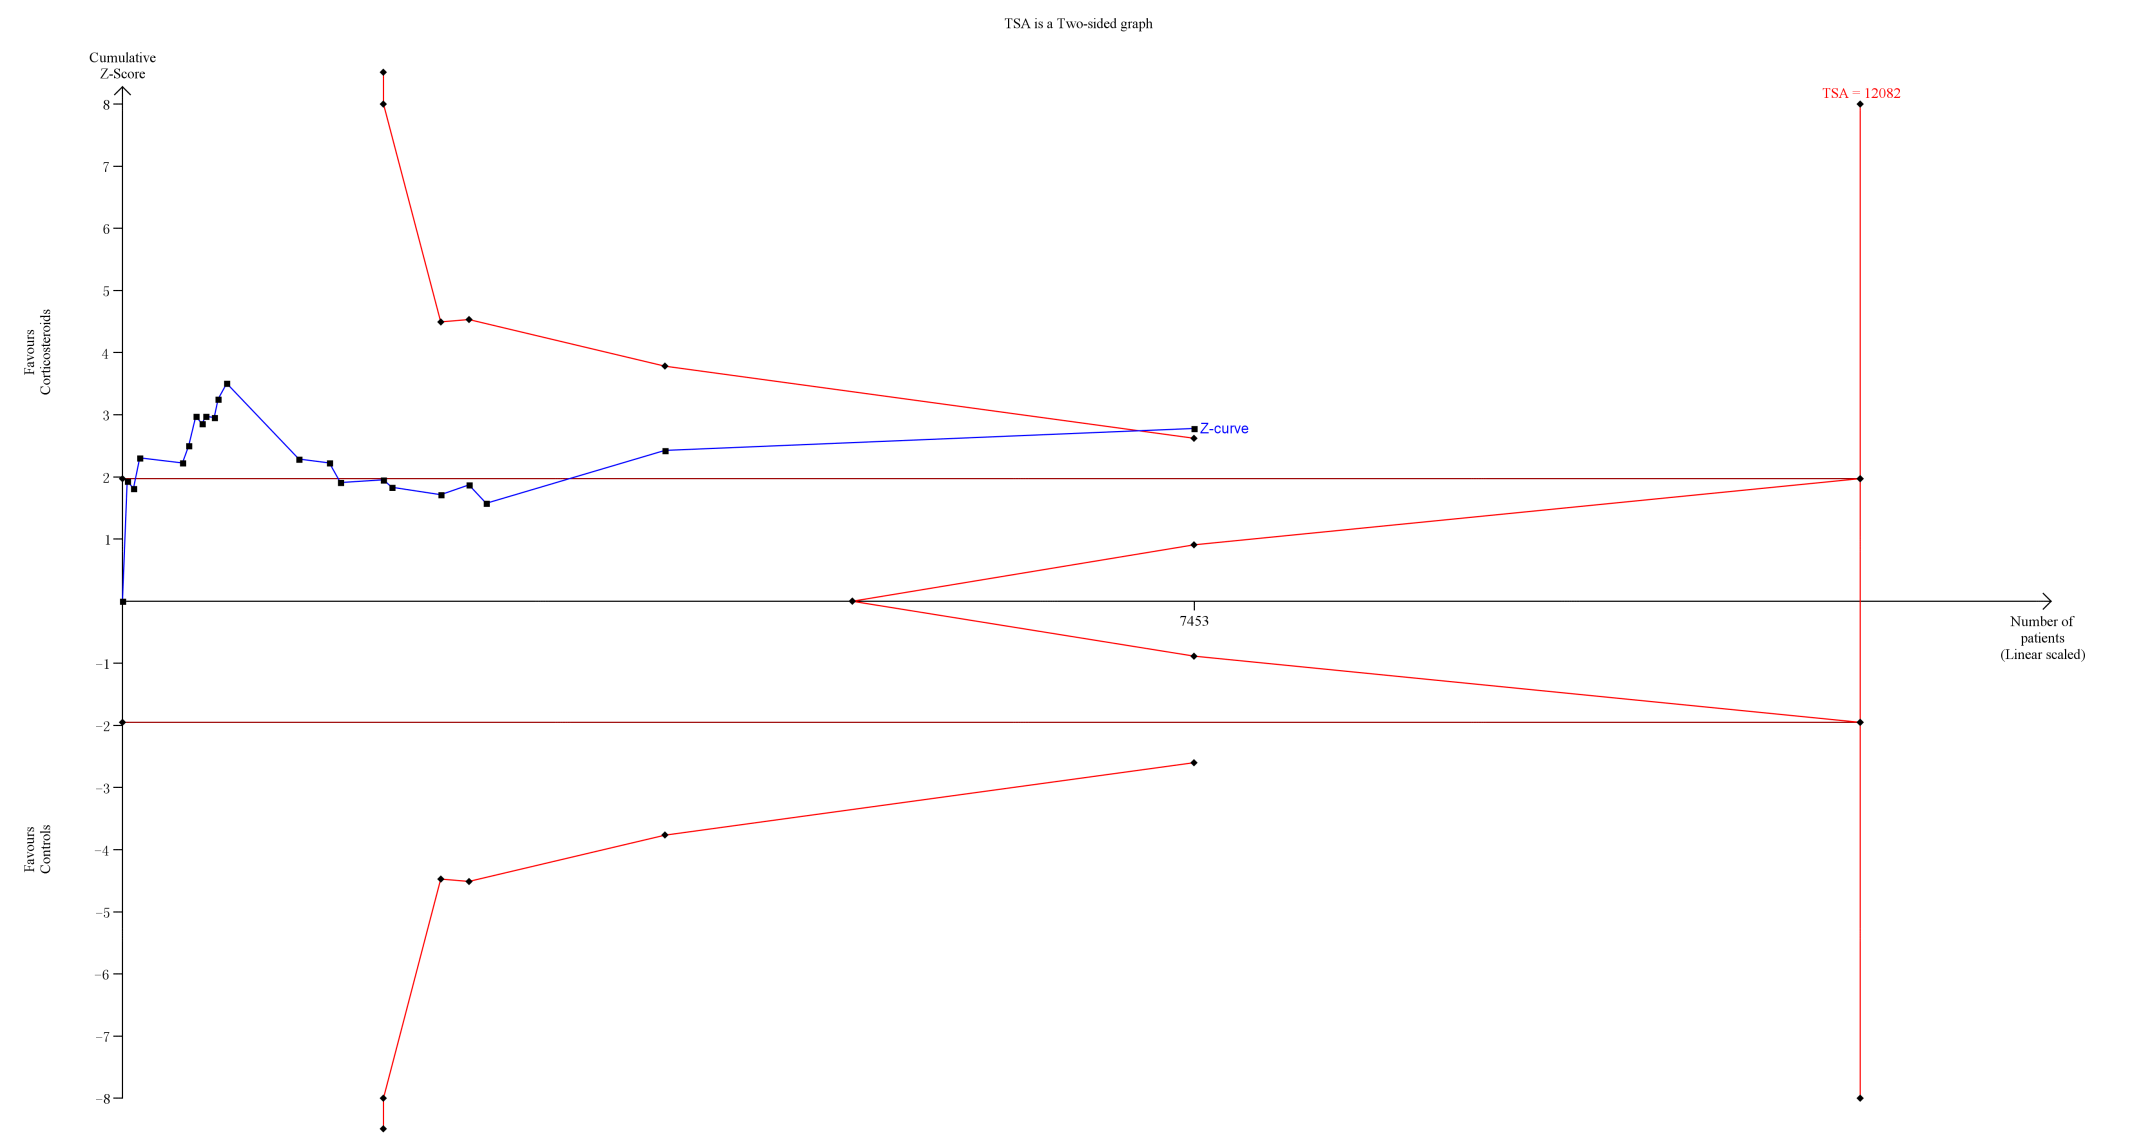 TSA is a Two-sided graph
Cumulative
Z-Score
TSA = 12082
8
7
6
5
4
3
2
1
−1
−2
−3
−4
−5
−6
−7
−8
Favours
Corticosteroids
Favours
Controls
Z-curve
7453
Number of
patients
(Linear scaled)